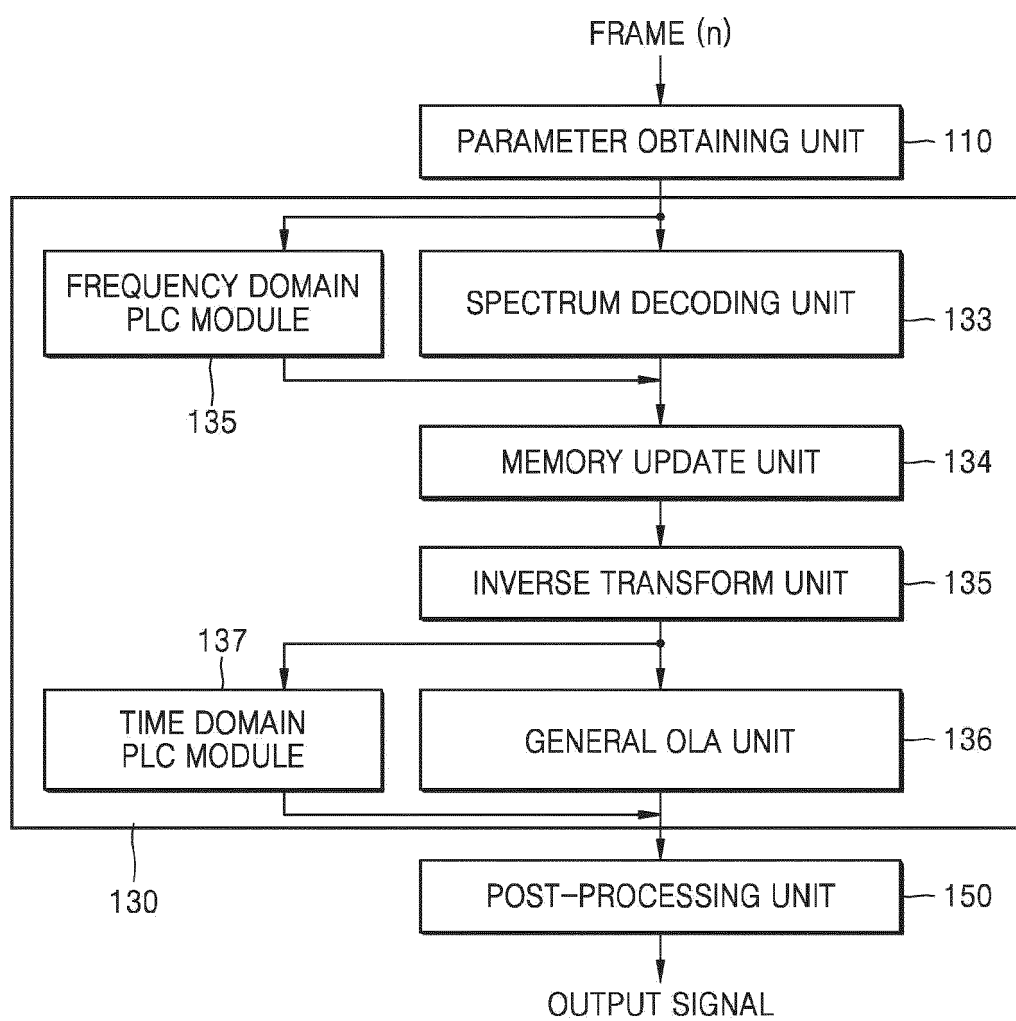 FRAME (n)
PARAMETER OBTAINING UNIT
110
FREQUENCY DOMAIN
PLC MODULE
135
SPECTRUM DECODING UNIT
133
MEMORY UPDATE UNIT
134
INVERSE TRANSFORM UNIT
135
137
TIME DOMAIN
PLC MODULE
GENERAL OLA UNIT
136
130
POST-PROCESSING UNIT
150
OUTPUT SIGNAL